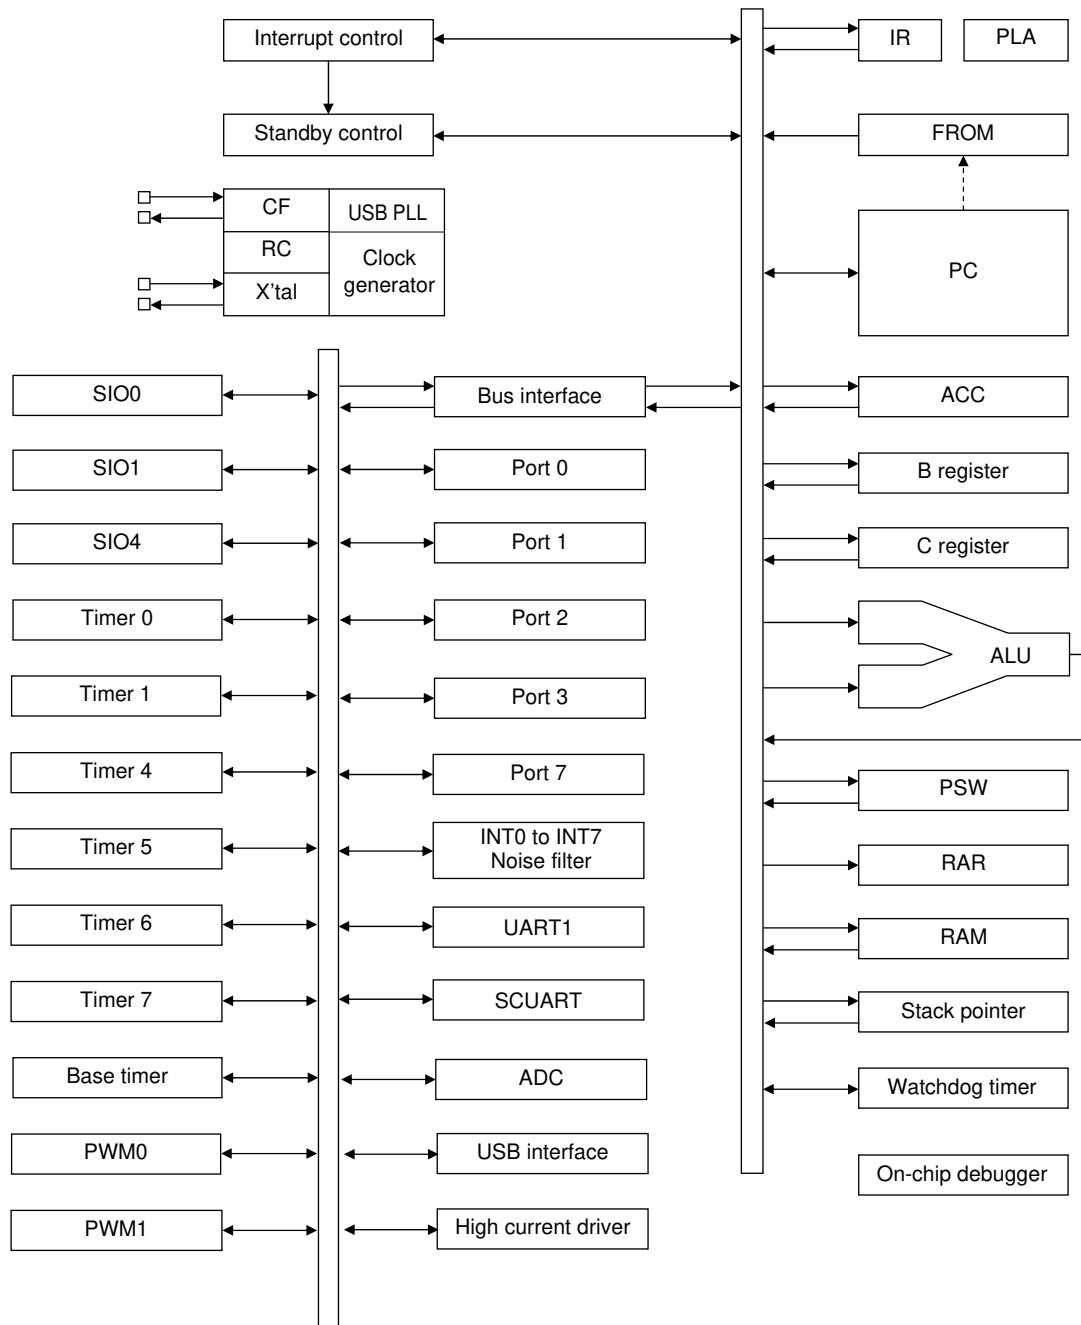 Interrupt control
IR
PLA
Standby control
FROM
CF
USB PLL
RC
Clock
generator
X'tal
PC
SIO0
Bus interface
ACC
SIO1
Port 0
B register
SIO4
Port 1
C register
Timer 0
Port 2
ALU
Timer 1
Port 3
Timer 4
Port 7
PSW
Timer 5
INT0 to INT7
Noise filter
RAR
Timer 6
UART1
RAM
Timer 7
SCUART
Stack pointer
Base timer
ADC
Watchdog timer
PWM0
USB interface
On-chip debugger
PWM1
High current driver